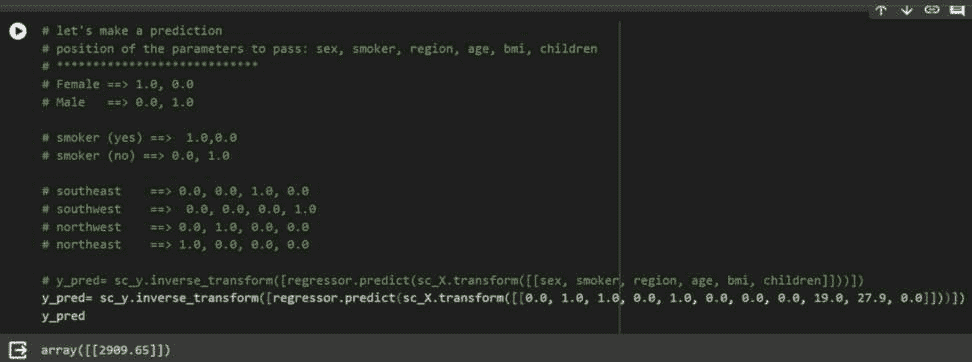 # let's make a prediction
# position of the parameters to pass: sex, smoker, region, age, bmi, children
# ****************************
# Female ==> 1.0, 0.0
# Male ==> 0.0, 1.0
# smoker (yes) ==> 1.0,0.0
# smoker (no) ==> 0.0, 1.0
# southeast ==> 0.0, 0.0, 1.0, 0.0
# southwest ==> 0.0, 0.0, 0.0, 1.0
# northwest ==> 0.0, 1.0, 0.0, 0.0
# northeast ==> 1.0, 0.0, 0.0, 0.0
# y_pred= sc_y.inverse_transform([regressor.predict(sc_X.transform([[sex, smoker, region, age, bmi, children]]))])
y_pred= sc_y.inverse_transform([regressor.predict(sc_X.transform([[0.0, 1.0, 1.0, 0.0, 1.0, 0.0, 0.0, 0.0, 19.0, 27.9, 0.0]]))])
y_pred
array([[2909.65]])